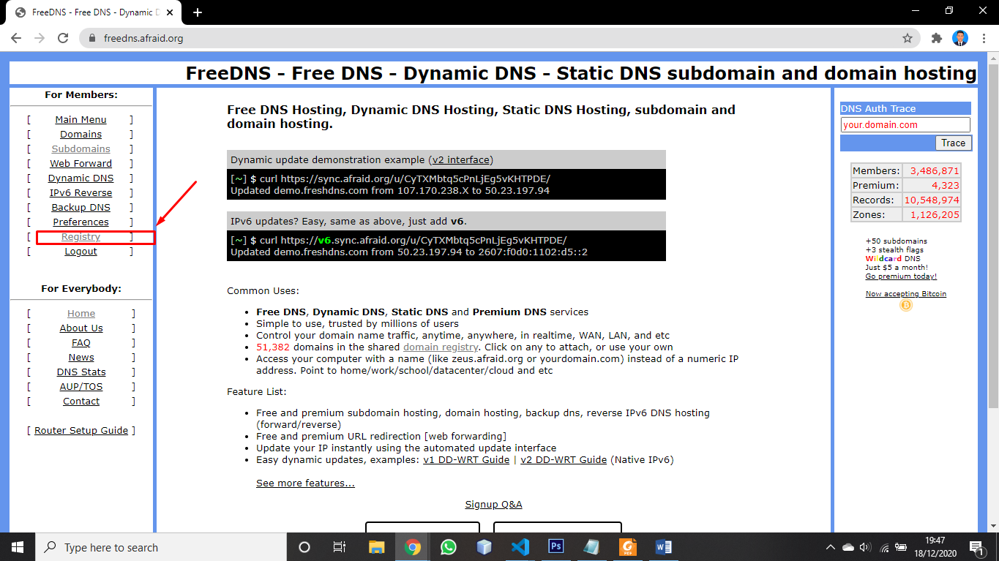 FreeDNS - Free DNS - Dynamic D
freedns.afraid.org
FreeDNS - Free DNS - Dynamic DNS - Static DNS subdomain and domain hosting
For Members:
[ Main Menu ]
[ Domains ]
[ Subdomains ]
[ Web Forward ]
[ Dynamic DNS ]
[ IPv6 Reverse ]
[ Backup DNS ]
[ Preferences ]
[ Registry ]
[ Logout ]
For Everybody:
[ Home ]
[ About Us ]
[ FAQ ]
[ News ]
[ DNS Stats ]
[ AUP/TOS ]
[ Contact ]
[ Router Setup Guide ]
Free DNS Hosting, Dynamic DNS Hosting, Static DNS Hosting, subdomain and
domain hosting.
Dynamic update demonstration example (v2 interface)
[~] $ curl https://sync.afraid.org/u/CyTXMbtq5cPnLjEg5vKHTPDE/
Updated demo.freshdns.com from 107.170.238.X to 50.23.197.94
IPv6 updates? Easy, same as above, just add v6.
[~] $ curl https://v6.sync.afraid.org/u/CyTXMbtq5cPnLjEg5vKHTPDE/
Updated demo.freshdns.com from 50.23.197.94 to 2607:f0d0:1102:d5::2
Common Uses:
• Free DNS, Dynamic DNS, Static DNS and Premium DNS services
• Simple to use, trusted by millions of users
• Control your domain name traffic, anytime, anywhere, in realtime, WAN, LAN, and etc
• 51,382 domains in the shared domain registry. Click on any to attach, or use your own
• Access your computer with a name (like zeus.afraid.org or yourdomain.com) instead of a numeric IP
address. Point to home/work/school/datacenter/cloud and etc
Feature List:
• Free and premium subdomain hosting, domain hosting, backup dns, reverse IPv6 DNS hosting
(forward/reverse)
• Free and premium URL redirection [web forwarding]
• Update your IP instantly using the automated update interface
• Easy dynamic updates, examples: v1 DD-WRT Guide | v2 DD-WRT Guide (Native IPv6)
See more features...
Signup Q&A
DNS Auth Trace
your.domain.com
Trace
Members: 3,486,871
Premium: 4,323
Records: 10,548,974
Zones: 1,126,205
+50 subdomains
+3 stealth flags
Wildcard DNS
Just $5 a month!
Go premium today!
Now accepting Bitcoin
Type here to search
Ps
PDF
19:47
18/12/2020
1